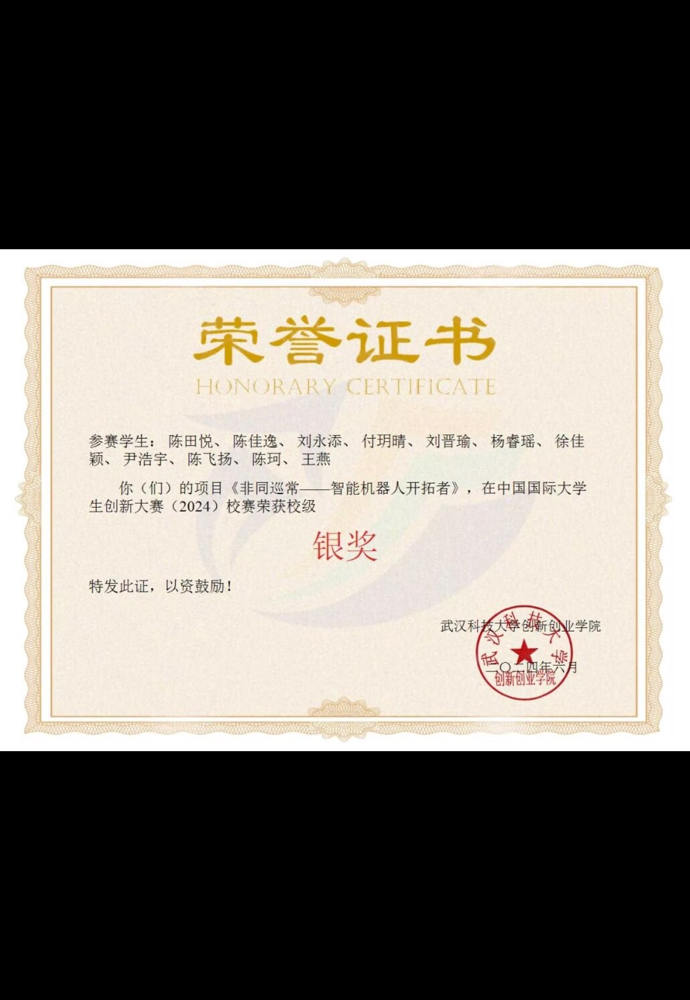 荣誉证书
HONORARY CERTIFICATE
参赛学生： 陈田悦、 陈佳逸、 刘永添、 付玥晴、 刘晋瑜、 杨睿瑶、 徐佳
颖、 尹浩宇、 陈飞扬、 陈珂、 王燕
你（们）的项目《非同巡常——智能机器人开拓者》，在中国国际大学
生创新大赛（2024）校赛荣获校级
银奖
特发此证，以资鼓励！
武汉科技大学创新创业学院
二〇二四年六月
武汉科技大学
创新创业学院